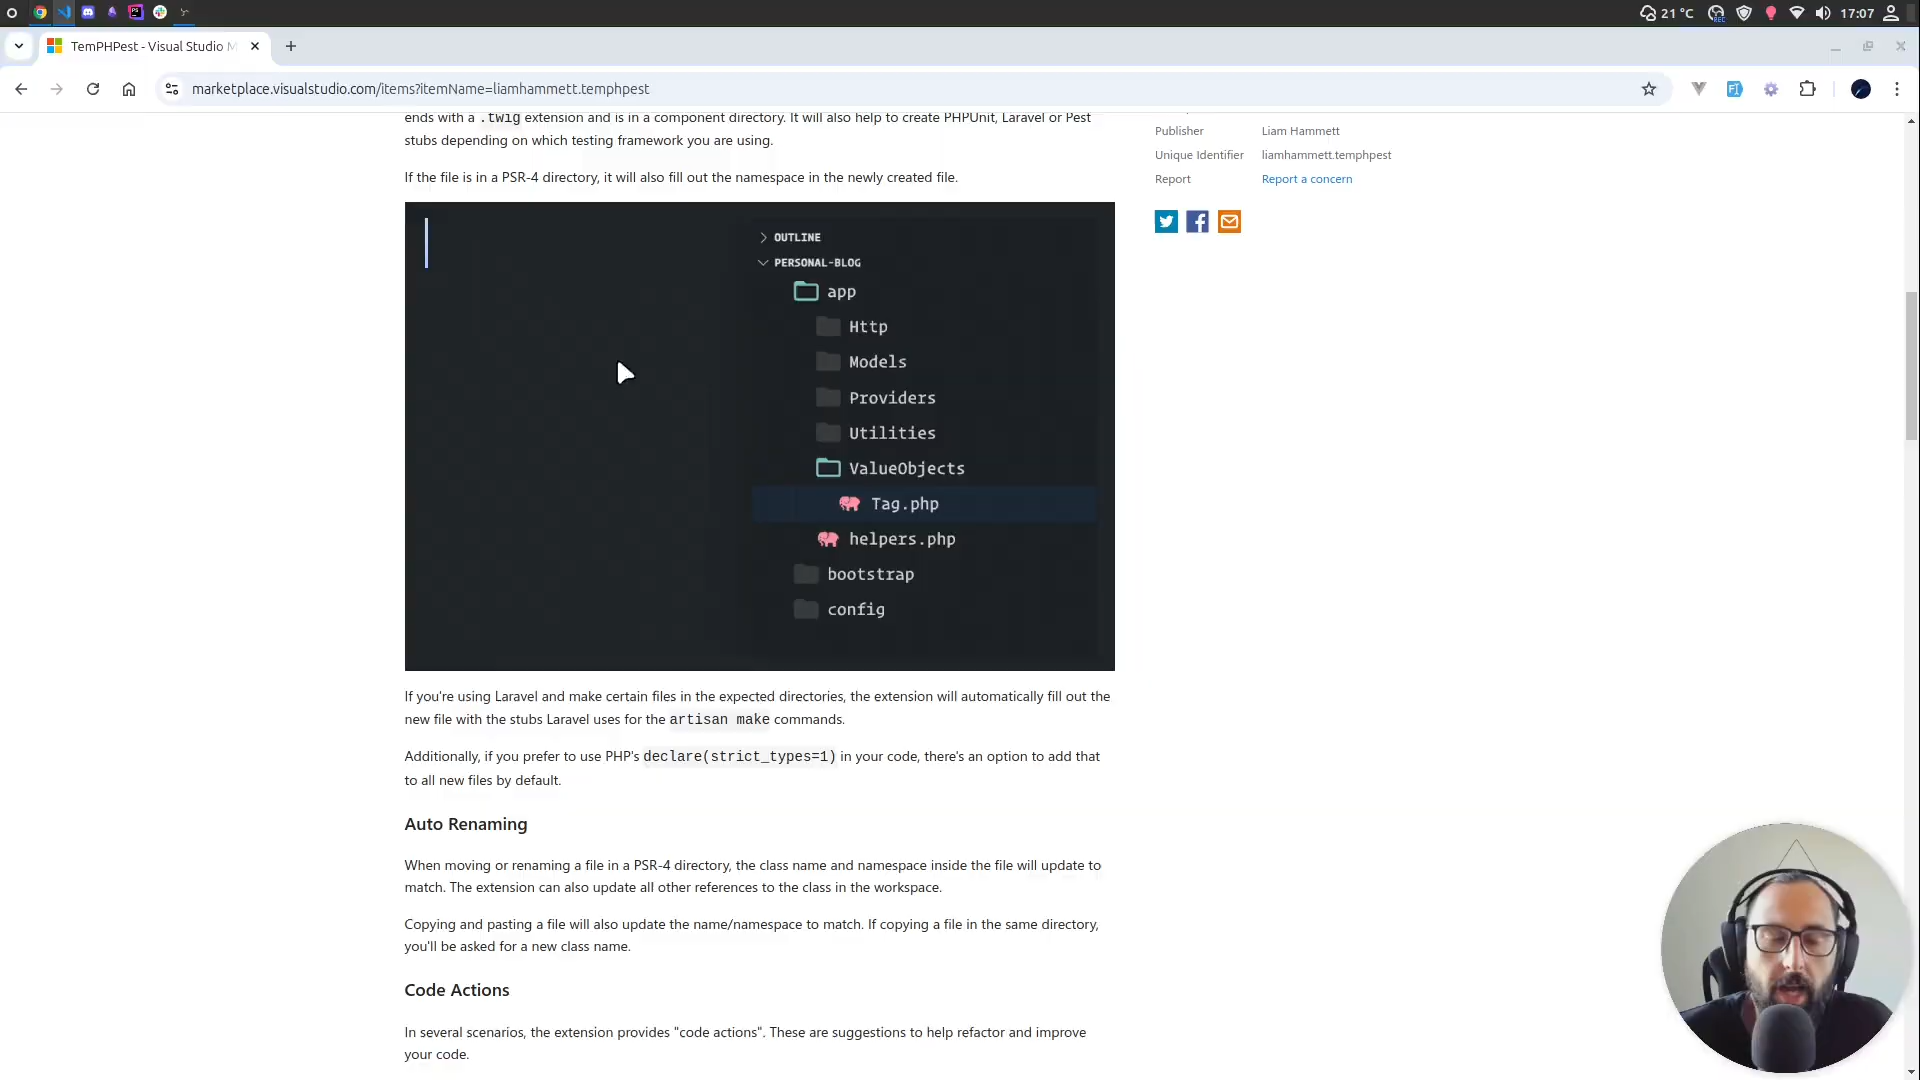 21 °C
17:07
TemPHPest - Visual Studio M
marketplace.visualstudio.com/items?itemName=liamhammett.temphpest
ends with a .twig extension and is in a component directory. It will also help to create PHPUnit, Laravel or Pest
stubs depending on which testing framework you are using.
If the file is in a PSR-4 directory, it will also fill out the namespace in the newly created file.
OUTLINE
PERSONAL-BLOG
app
Http
Models
Providers
Utilities
ValueObjects
Tag.php
helpers.php
bootstrap
config
If you're using Laravel and make certain files in the expected directories, the extension will automatically fill out the
new file with the stubs Laravel uses for the artisan make commands.
Additionally, if you prefer to use PHP's declare(strict_types=1) in your code, there's an option to add that
to all new files by default.
Auto Renaming
When moving or renaming a file in a PSR-4 directory, the class name and namespace inside the file will update to
match. The extension can also update all other references to the class in the workspace.
Copying and pasting a file will also update the name/namespace to match. If copying a file in the same directory,
you'll be asked for a new class name.
Code Actions
In several scenarios, the extension provides "code actions". These are suggestions to help refactor and improve
your code.
Publisher Liam Hammett
Unique Identifier liamhammett.temphpest
Report Report a concern